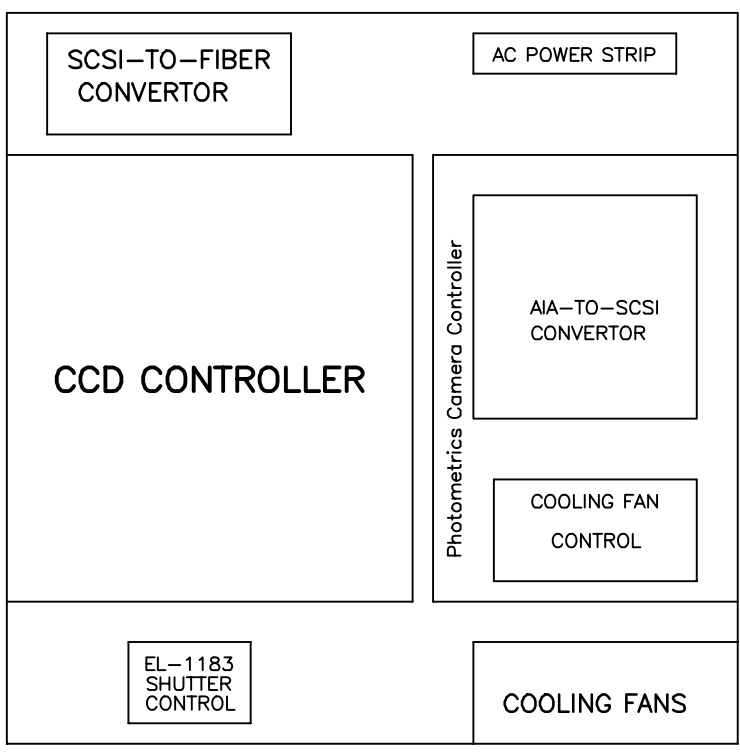 SCSI-TO-FIBER
CONVERTOR
AC POWER STRIP
CCD CONTROLLER
Photometrics Camera Controller
AIA-TO-SCSI
CONVERTOR
COOLING FAN
CONTROL
EL-1183
SHUTTER
CONTROL
COOLING FANS